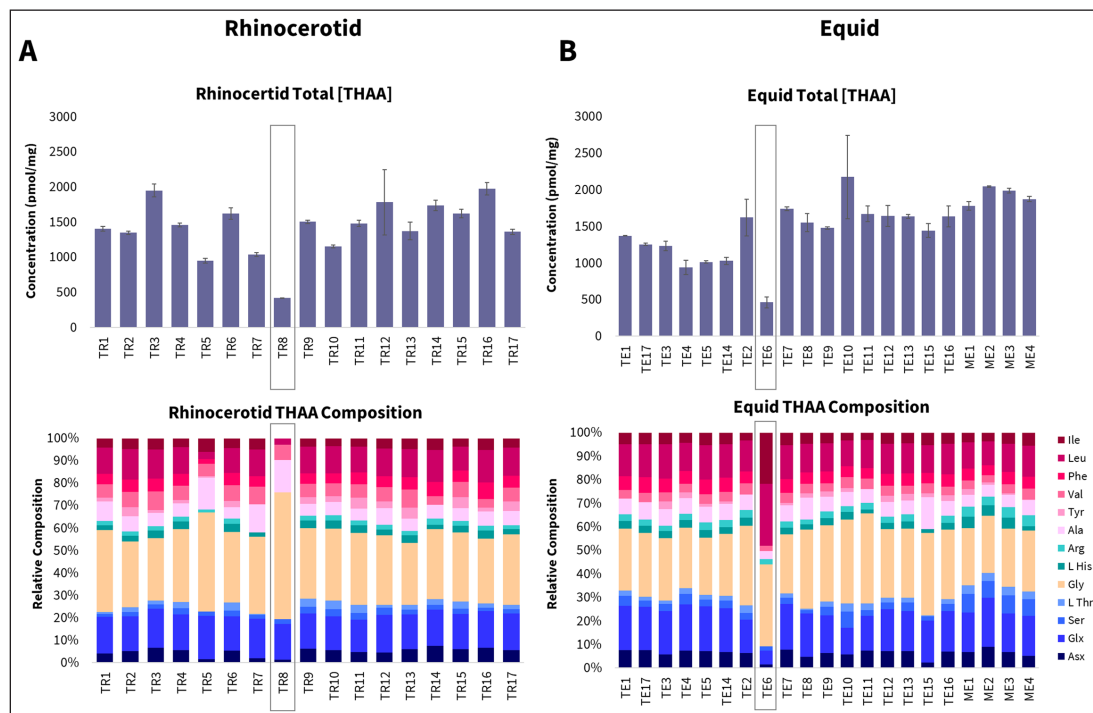 Rhinocerotid
Equid
A
B
Rhinocertid Total [THAA]
Concentration (pmol/mg)
3000
2500
2000
1500
1000
500
0
TR1 TR2 TR3 TR4 TR5 TR6 TR7 TR8 TR9 TR10 TR11 TR12 TR13 TR14 TR15 TR16 TR17
Equid Total [THAA]
Concentration (pmol/mg)
3000
2500
2000
1500
1000
500
0
TE1 TE17 TE3 TE4 TE5 TE14 TE2 TE6 TE7 TE8 TE9 TE10 TE11 TE12 TE13 TE15 TE16 ME1 ME2 ME3 ME4
Rhinocerotid THAA Composition
Relative Composition
100%
90%
80%
70%
60%
50%
40%
30%
20%
10%
0%
TR1 TR2 TR3 TR4 TR5 TR6 TR7 TR8 TR9 TR10 TR11 TR12 TR13 TR14 TR15 TR16 TR17
Equid THAA Composition
Relative Composition
100%
90%
80%
70%
60%
50%
40%
30%
20%
10%
0%
TE1 TE17 TE3 TE4 TE5 TE14 TE2 TE6 TE7 TE8 TE9 TE10 TE11 TE12 TE13 TE15 TE16 ME1 ME2 ME3 ME4
Ile
Leu
Phe
Val
Tyr
Ala
Arg
L His
Gly
L Thr
Ser
Glx
Asx